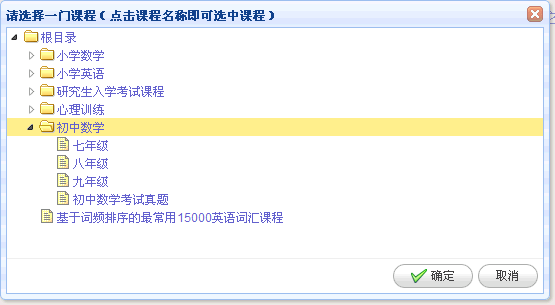 请选择一门课程（点击课程名称即可选中课程）
根目录
小学数学
小学英语
研究生入学考试课程
心理训练
初中数学
七年级
八年级
九年级
初中数学考试真题
基于词频排序的最常用15000英语词汇课程
确定 取消